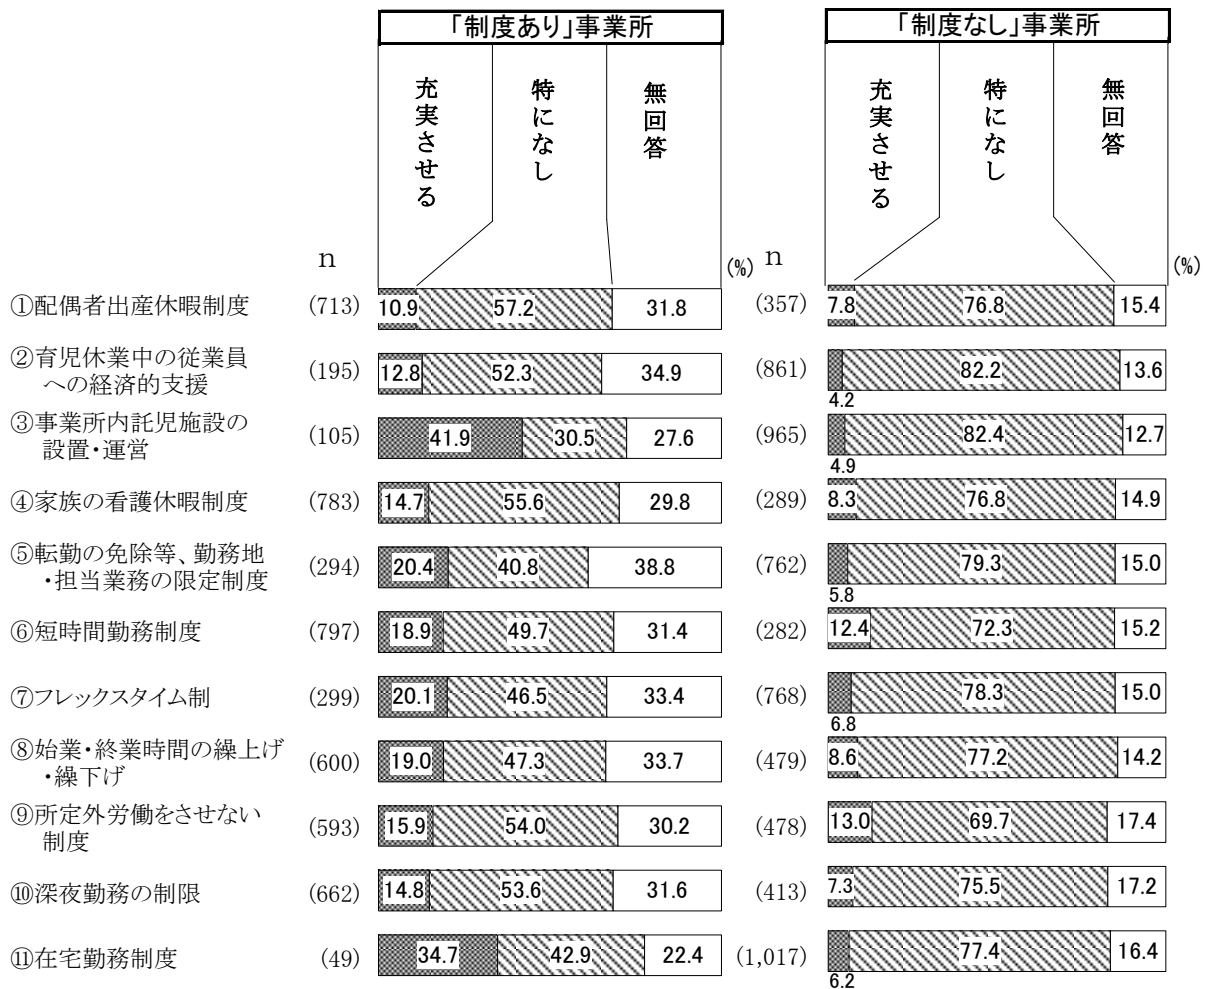 「制度あり」事業所
「制度なし」事業所
充実させる
特になし
無回答
充実させる
特になし
無回答
n
(%)
n
(%)
①配偶者出産休暇制度 (713) 10.9 57.2 31.8 (357) 7.8 76.8 15.4
②育児休業中の従業員
への経済的支援 (195) 12.8 52.3 34.9 (861) 4.2 82.2 13.6
③事業所内託児施設の
設置・運営 (105) 41.9 30.5 27.6 (965) 4.9 82.4 12.7
④家族の看護休暇制度 (783) 14.7 55.6 29.8 (289) 8.3 76.8 14.9
⑤転勤の免除等、勤務地
・担当業務の限定制度 (294) 20.4 40.8 38.8 (762) 5.8 79.3 15.0
⑥短時間勤務制度 (797) 18.9 49.7 31.4 (282) 12.4 72.3 15.2
⑦フレックスタイム制 (299) 20.1 46.5 33.4 (768) 6.8 78.3 15.0
⑧始業・終業時間の繰上げ
・繰下げ (600) 19.0 47.3 33.7 (479) 8.6 77.2 14.2
⑨所定外労働をさせない
制度 (593) 15.9 54.0 30.2 (478) 13.0 69.7 17.4
⑩深夜勤務の制限 (662) 14.8 53.6 31.6 (413) 7.3 75.5 17.2
⑪在宅勤務制度 (49) 34.7 42.9 22.4 (1,017) 6.2 77.4 16.4